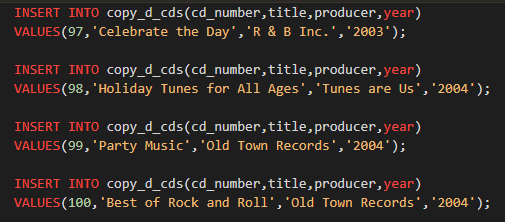 INSERT INTO copy_d_cds(cd_number,title,producer,year)
VALUES(97,'Celebrate the Day','R & B Inc.','2003');
INSERT INTO copy_d_cds(cd_number,title,producer,year)
VALUES(98,'Holiday Tunes for All Ages','Tunes are Us','2004');
INSERT INTO copy_d_cds(cd_number,title,producer,year)
VALUES(99,'Party Music','Old Town Records','2004');
INSERT INTO copy_d_cds(cd_number,title,producer,year)
VALUES(100,'Best of Rock and Roll','Old Town Records','2004');